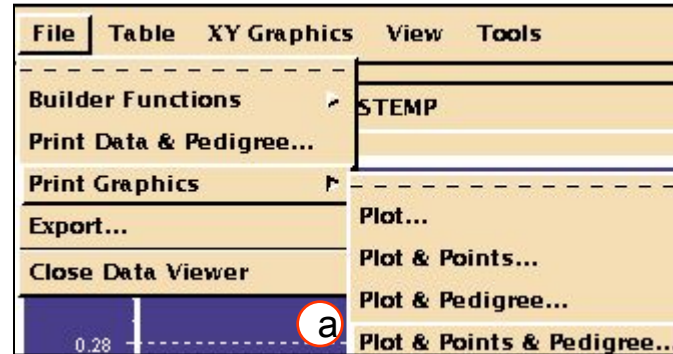 File Table XY Graphics View Tools
Builder Functions
STEMP
Print Data & Pedigree...
Print Graphics
Export...
Close Data Viewer
Plot...
Plot & Points...
Plot & Pedigree...
Plot & Points & Pedigree...
a
0.28